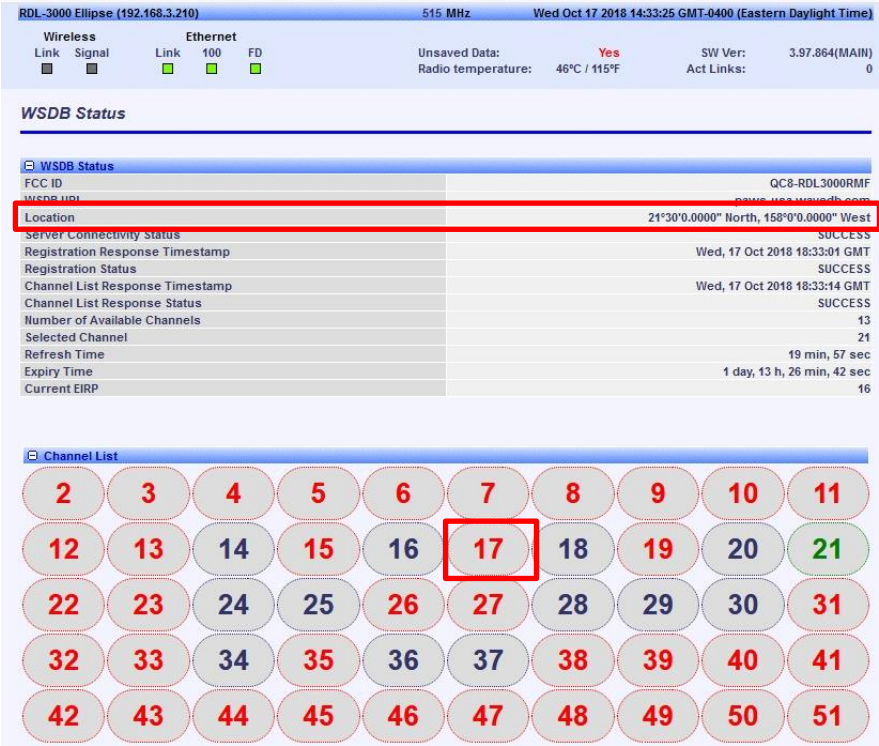 RDL-3000 Ellipse (192.168.3.210) 515 MHz Wed Oct 17 2018 14:33:25 GMT-0400 (Eastern Daylight Time)
Wireless Ethernet
Link Signal Link 100 FD Unsaved Data: Yes SW Ver: 3.97.864(MAIN)
Radio temperature: 46°C / 115°F Act Links: 0
WSDB Status
WSDB Status
FCC ID QC8-RDL3000RMF
WSDB URL paws-usa.wavedb.com
Location 21°30'0.0000" North, 158°0'0.0000" West
Server Connectivity Status SUCCESS
Registration Response Timestamp Wed, 17 Oct 2018 18:33:01 GMT
Registration Status SUCCESS
Channel List Response Timestamp Wed, 17 Oct 2018 18:33:14 GMT
Channel List Response Status SUCCESS
Number of Available Channels 13
Selected Channel 21
Refresh Time 19 min, 57 sec
Expiry Time 1 day, 13 h, 26 min, 42 sec
Current EIRP 16
Channel List
2 3 4 5 6 7 8 9 10 11
12 13 14 15 16 17 18 19 20 21
22 23 24 25 26 27 28 29 30 31
32 33 34 35 36 37 38 39 40 41
42 43 44 45 46 47 48 49 50 51